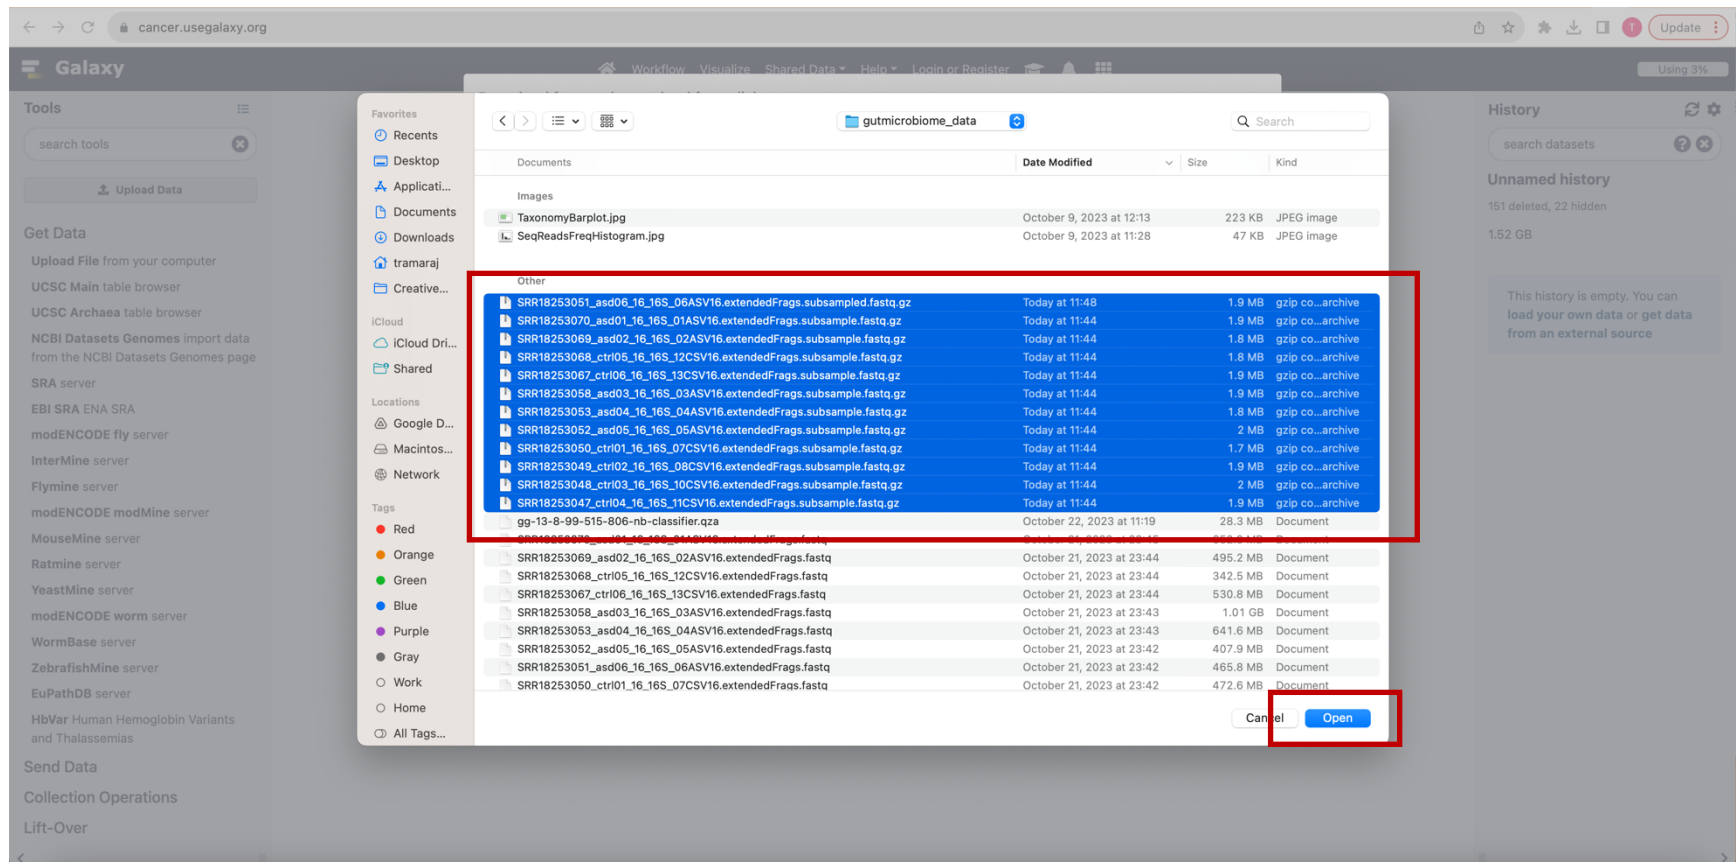 cancer.usegalaxy.org
T
Update
Galaxy
Workflow Visualize Shared Data Help Login or Register
Using 3%
Tools
search tools
Upload Data
Get Data
Upload File from your computer
UCSC Main table browser
UCSC Archaea table browser
NCBI Datasets Genomes import data
from the NCBI Datasets Genomes page
SRA server
EBI SRA ENA SRA
modENCODE fly server
InterMine server
Flymine server
modENCODE modMine server
MouseMine server
Ratmine server
YeastMine server
modENCODE worm server
WormBase server
ZebrafishMine server
EuPathDB server
HbVar Human Hemoglobin Variants
and Thalassemias
Send Data
Collection Operations
Lift-Over
Favorites
Recents
Desktop
Applicati...
Documents
Downloads
tramaraj
Creative...
iCloud
iCloud Dri...
Shared
Locations
Google D...
Macintos...
Network
Tags
Red
Orange
Green
Blue
Purple
Gray
Work
Home
All Tags...
gutmicrobiome_data
Search
Documents Date Modified Size Kind
Images
TaxonomyBarplot.jpg October 9, 2023 at 12:13 223 KB JPEG image
SeqReadsFreqHistogram.jpg October 9, 2023 at 11:28 47 KB JPEG image
Other
SRR18253051_asd06_16_16S_06ASV16.extendedFrags.subsampled.fastq.gz Today at 11:48 1.9 MB gzip co...archive
SRR18253070_asd01_16_16S_01ASV16.extendedFrags.subsample.fastq.gz Today at 11:44 1.9 MB gzip co...archive
SRR18253069_asd02_16_16S_02ASV16.extendedFrags.subsample.fastq.gz Today at 11:44 1.8 MB gzip co...archive
SRR18253068_ctrl05_16_16S_12CSV16.extendedFrags.subsample.fastq.gz Today at 11:44 1.8 MB gzip co...archive
SRR18253067_ctrl06_16_16S_13CSV16.extendedFrags.subsample.fastq.gz Today at 11:44 1.9 MB gzip co...archive
SRR18253058_asd03_16_16S_03ASV16.extendedFrags.subsample.fastq.gz Today at 11:44 1.9 MB gzip co...archive
SRR18253053_asd04_16_16S_04ASV16.extendedFrags.subsample.fastq.gz Today at 11:44 1.8 MB gzip co...archive
SRR18253052_asd05_16_16S_05ASV16.extendedFrags.subsample.fastq.gz Today at 11:44 2 MB gzip co...archive
SRR18253050_ctrl01_16_16S_07CSV16.extendedFrags.subsample.fastq.gz Today at 11:44 1.7 MB gzip co...archive
SRR18253049_ctrl02_16_16S_08CSV16.extendedFrags.subsample.fastq.gz Today at 11:44 1.9 MB gzip co...archive
SRR18253048_ctrl03_16_16S_10CSV16.extendedFrags.subsample.fastq.gz Today at 11:44 2 MB gzip co...archive
SRR18253047_ctrl04_16_16S_11CSV16.extendedFrags.subsample.fastq.gz Today at 11:44 1.9 MB gzip co...archive
gg-13-8-99-515-806-nb-classifier.qza October 22, 2023 at 11:19 28.3 MB Document
SRR18253069_asd02_16_16S_02ASV16.extendedFrags.fastq October 21, 2023 at 23:44 495.2 MB Document
SRR18253068_ctrl05_16_16S_12CSV16.extendedFrags.fastq October 21, 2023 at 23:44 342.5 MB Document
SRR18253067_ctrl06_16_16S_13CSV16.extendedFrags.fastq October 21, 2023 at 23:44 530.8 MB Document
SRR18253058_asd03_16_16S_03ASV16.extendedFrags.fastq October 21, 2023 at 23:43 1.01 GB Document
SRR18253053_asd04_16_16S_04ASV16.extendedFrags.fastq October 21, 2023 at 23:43 641.6 MB Document
SRR18253052_asd05_16_16S_05ASV16.extendedFrags.fastq October 21, 2023 at 23:42 407.9 MB Document
SRR18253051_asd06_16_16S_06ASV16.extendedFrags.fastq October 21, 2023 at 23:42 465.8 MB Document
SRR18253050_ctrl01_16_16S_07CSV16.extendedFrags.fastq October 21, 2023 at 23:42 472.6 MB Document
Cancel Open
History
search datasets
Unnamed history
151 deleted, 22 hidden
1.52 GB
This history is empty. You can
load your own data or get data
from an external source